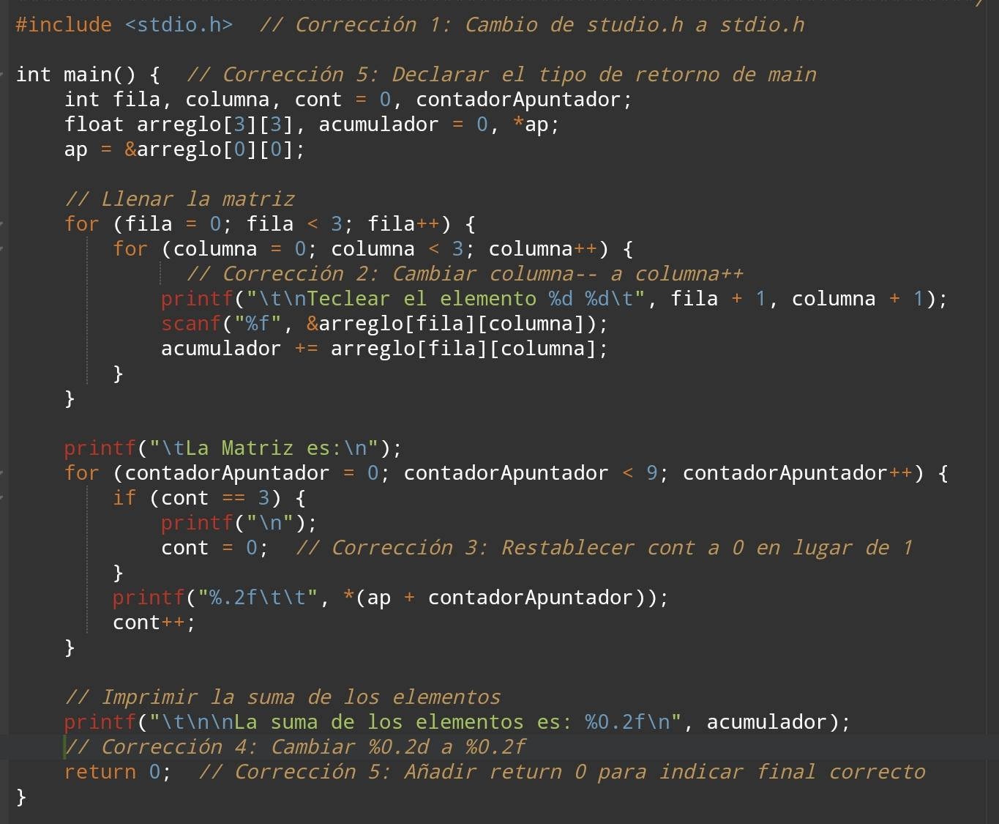 #include <stdio.h>  // Corrección 1: Cambio de studio.h a stdio.h
int main() {  // Corrección 5: Declarar el tipo de retorno de main
    int fila, columna, cont = 0, contadorApuntador;
    float arreglo[3][3], acumulador = 0, *ap;
    ap = &arreglo[0][0];
    // Llenar la matriz
    for (fila = 0; fila < 3; fila++) {
        for (columna = 0; columna < 3; columna++) {
              // Corrección 2: Cambiar columna-- a columna++
            printf("\t\nTeclear el elemento %d %d\t", fila + 1, columna + 1);
            scanf("%f", &arreglo[fila][columna]);
            acumulador += arreglo[fila][columna];
        }
    }
    printf("\tLa Matriz es:\n");
    for (contadorApuntador = 0; contadorApuntador < 9; contadorApuntador++) {
        if (cont == 3) {
            printf("\n");
            cont = 0;  // Corrección 3: Restablecer cont a 0 en lugar de 1
        }
        printf("%.2f\t\t", *(ap + contadorApuntador));
        cont++;
    }
    // Imprimir la suma de los elementos
    printf("\t\n\nLa suma de los elementos es: %0.2f\n", acumulador);
    // Corrección 4: Cambiar %0.2d a %0.2f
    return 0;  // Corrección 5: Añadir return 0 para indicar final correcto
}